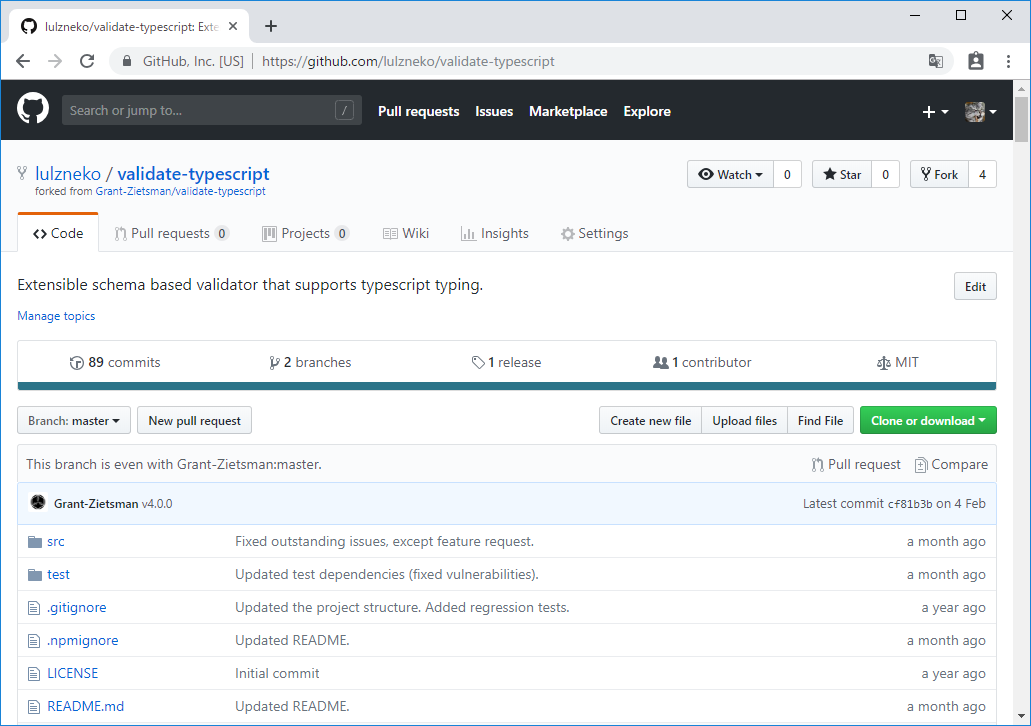 lulzneko/validate-typescript: Exte
GitHub, Inc. [US] | https://github.com/lulzneko/validate-typescript
Search or jump to... / Pull requests Issues Marketplace Explore
lulzneko / validate-typescript Watch 0 Star 0 Fork 4
forked from Grant-Zietsman/validate-typescript
Code Pull requests 0 Projects 0 Wiki Insights Settings
Extensible schema based validator that supports typescript typing. Edit
Manage topics
89 commits 2 branches 1 release 1 contributor MIT
Branch: master New pull request Create new file Upload files Find File Clone or download
This branch is even with Grant-Zietsman:master. Pull request Compare
Grant-Zietsman v4.0.0 Latest commit cf81b3b on 4 Feb
src Fixed outstanding issues, except feature request. a month ago
test Updated test dependencies (fixed vulnerabilities). a month ago
.gitignore Updated the project structure. Added regression tests. a year ago
.npmignore Updated README. a month ago
LICENSE Initial commit a year ago
README.md Updated README. a month ago